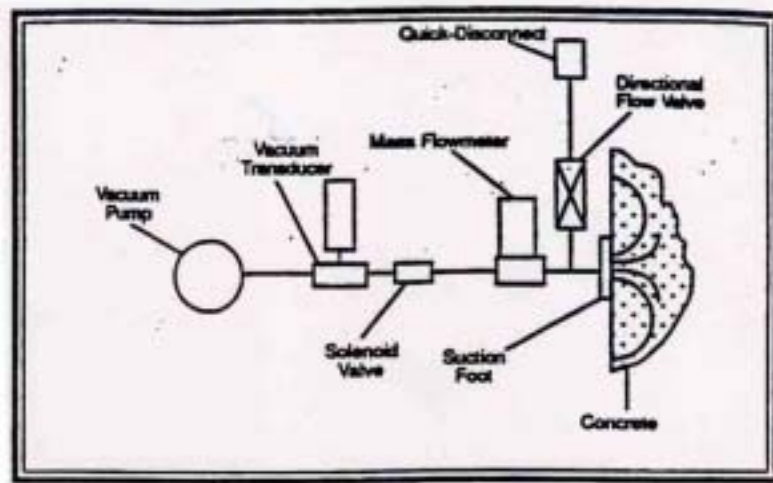 Quick-Disconnect
Directional
Flow Valve
Mass Flowmeter
Vacuum
Transducer
Vacuum
Pump
Solenoid
Valve
Suction
Foot
Concrete